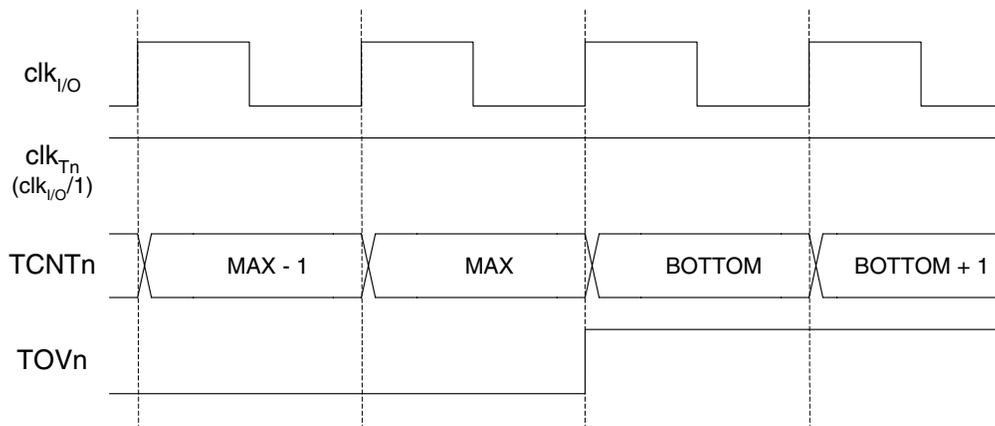 clkI/O
clkTn
(clkI/O/1)
TCNTn MAX - 1 MAX BOTTOM BOTTOM + 1
TOVn